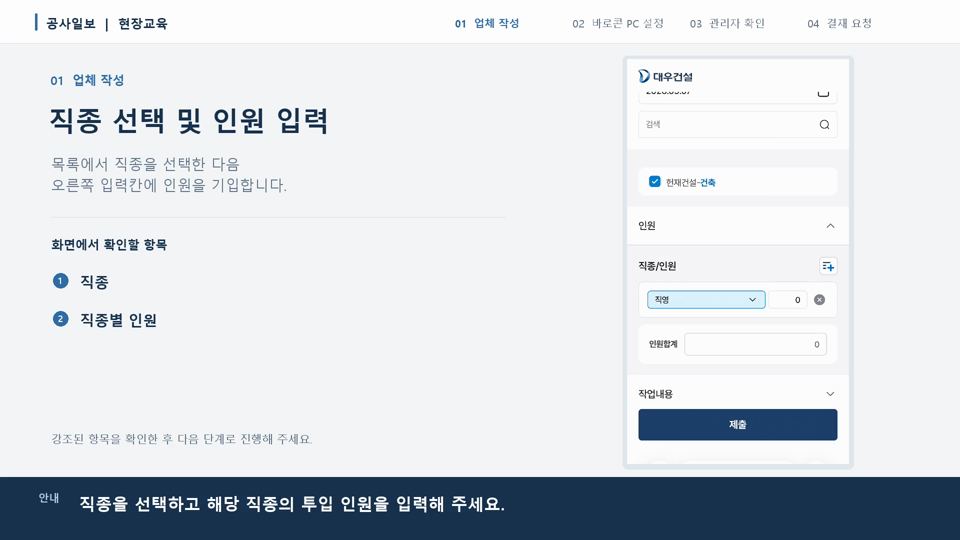 공사일보 | 현장교육
01 업체 작성
02 바로콘 PC 설정
03 관리자 확인
04 결재 요청
01 업체 작성
직종 선택 및 인원 입력
목록에서 직종을 선택한 다음
오른쪽 입력칸에 인원을 기입합니다.
화면에서 확인할 항목
1 직종
2 직종별 인원
강조된 항목을 확인한 후 다음 단계로 진행해 주세요.
대우건설
검색
현재건설-건축
인원
직종/인원
직영 0
인원합계 0
작업내용
제출
안내 직종을 선택하고 해당 직종의 투입 인원을 입력해 주세요.